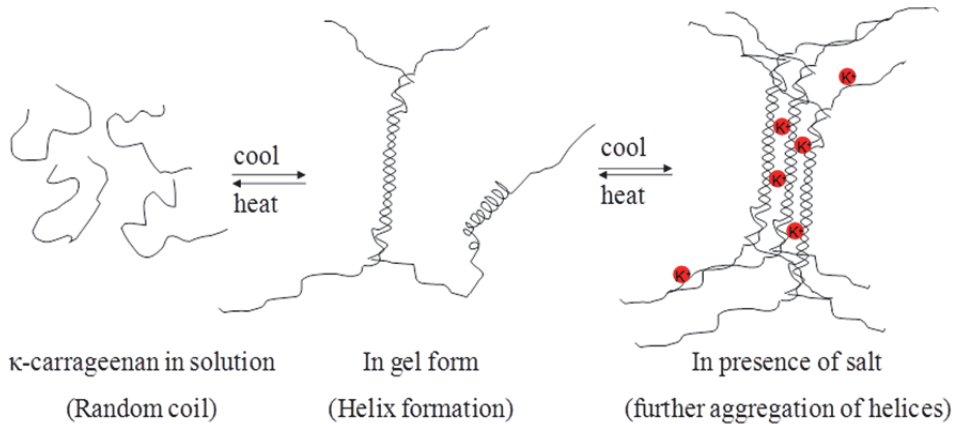 K+
K+
K+
K+
K+
K+
cool
heat
cool
heat
κ-carrageenan in solution
(Random coil)
In gel form
(Helix formation)
In presence of salt
(further aggregation of helices)